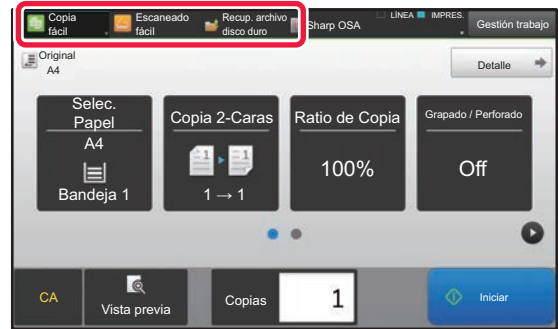 Copia fácil
Escaneado fácil
Recup. archivo disco duro
Sharp OSA
LÍNEA
IMPRES.
Gestión trabajo
Original
A4
Detalle
Selec.
Papel
A4
Bandeja 1
Copia 2-Caras
1
1
1 → 1
Ratio de Copia
100%
Grapado / Perforado
Off
CA
Vista previa
Copias
1
Iniciar